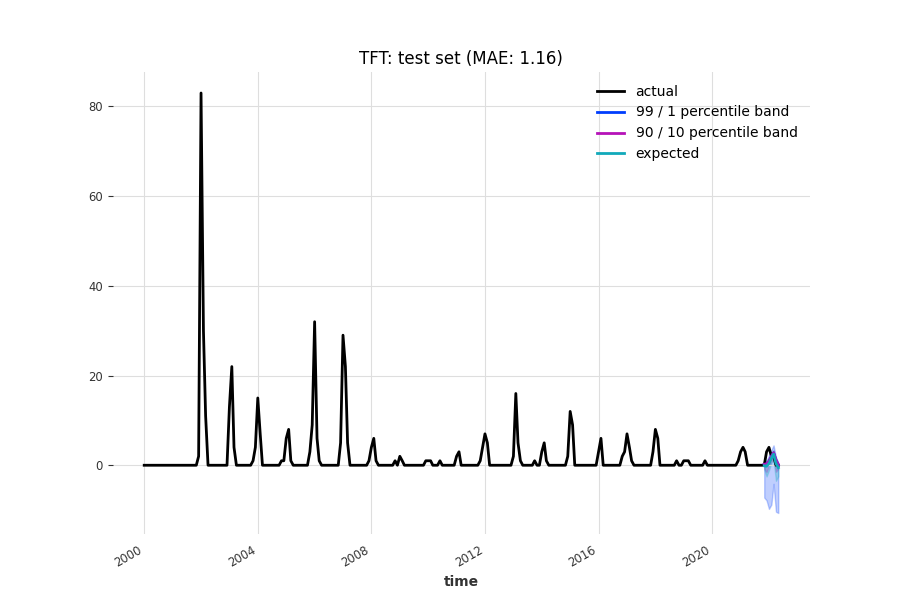 TFT: test set (MAE: 1.16)
actual
99 / 1 percentile band
90 / 10 percentile band
expected
80
60
40
20
0
2000
2004
2008
2012
2016
2020
time